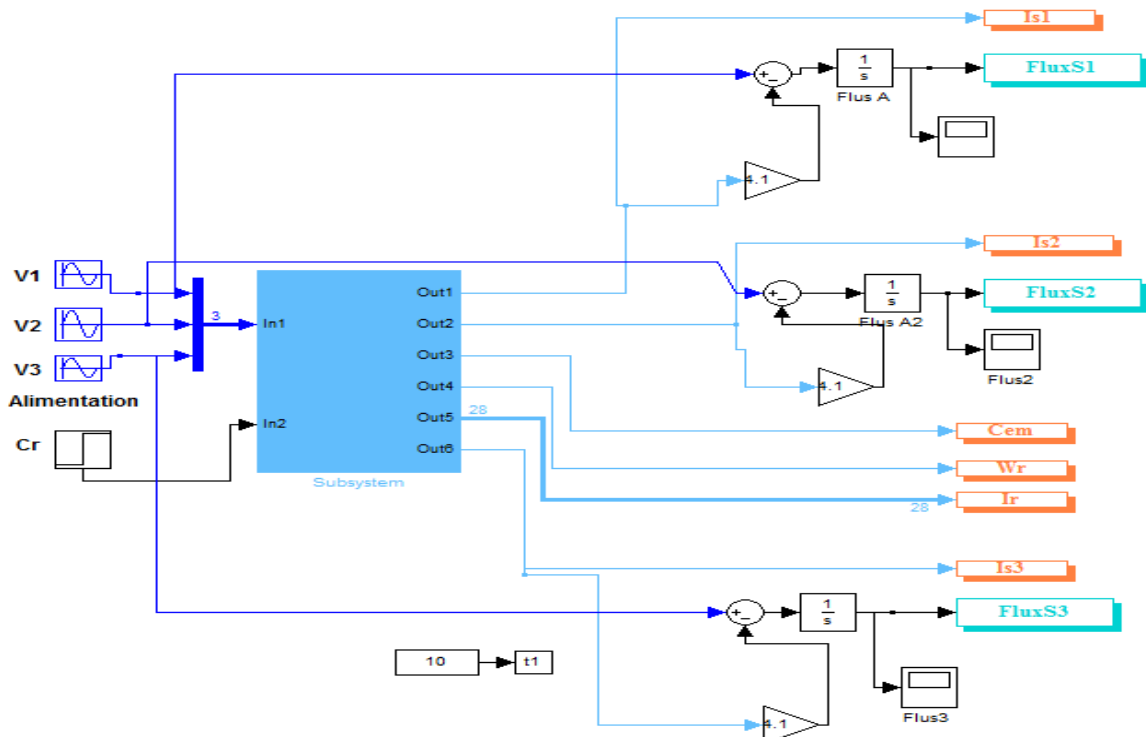 Is1
FluxS1
1
s
Flus A
4.1
Is2
V1
V2
V3
Alimentation
Cr
3
In1
In2
Out1
Out2
Out3
Out4
Out5
Out6
Subsystem
28
FluxS2
1
s
Flus A2
4.1
Flus2
Cem
Wr
Ir
28
Is3
FluxS3
1
s
10
t1
4.1
Flus3